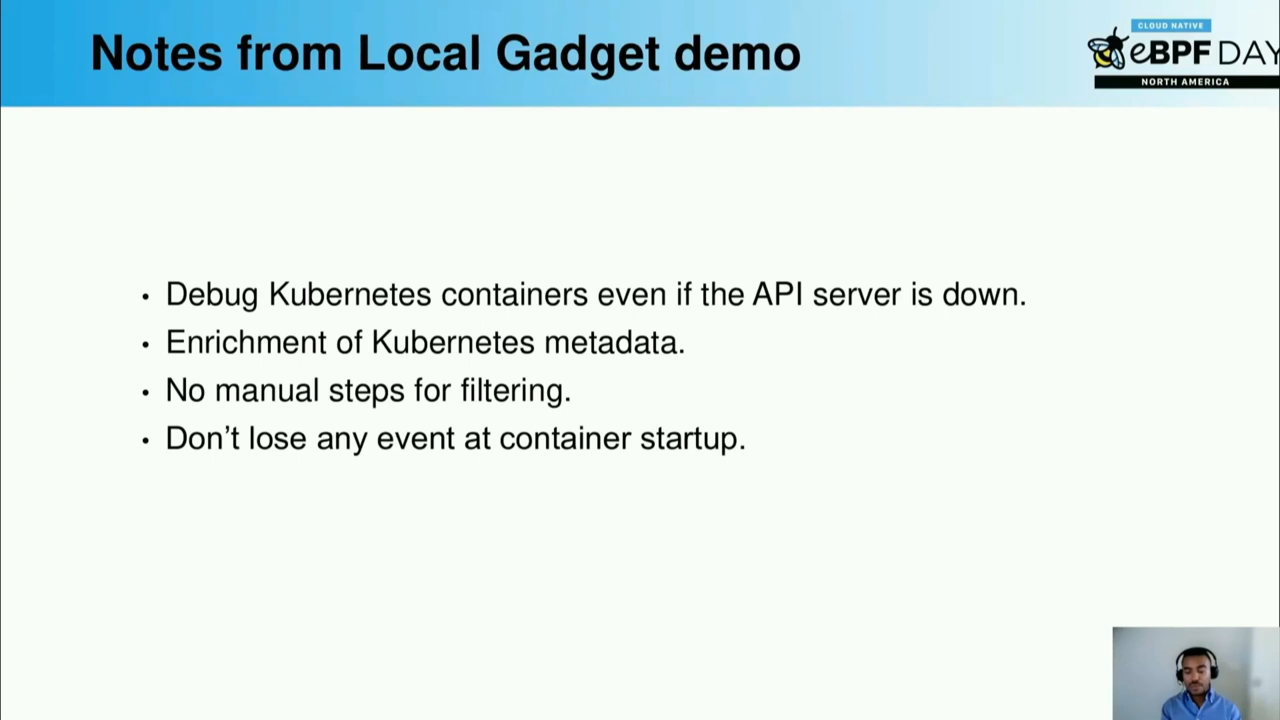 Notes from Local Gadget demo
CLOUD NATIVE
eBPF DAY
NORTH AMERICA
• Debug Kubernetes containers even if the API server is down.
• Enrichment of Kubernetes metadata.
• No manual steps for filtering.
• Don’t lose any event at container startup.